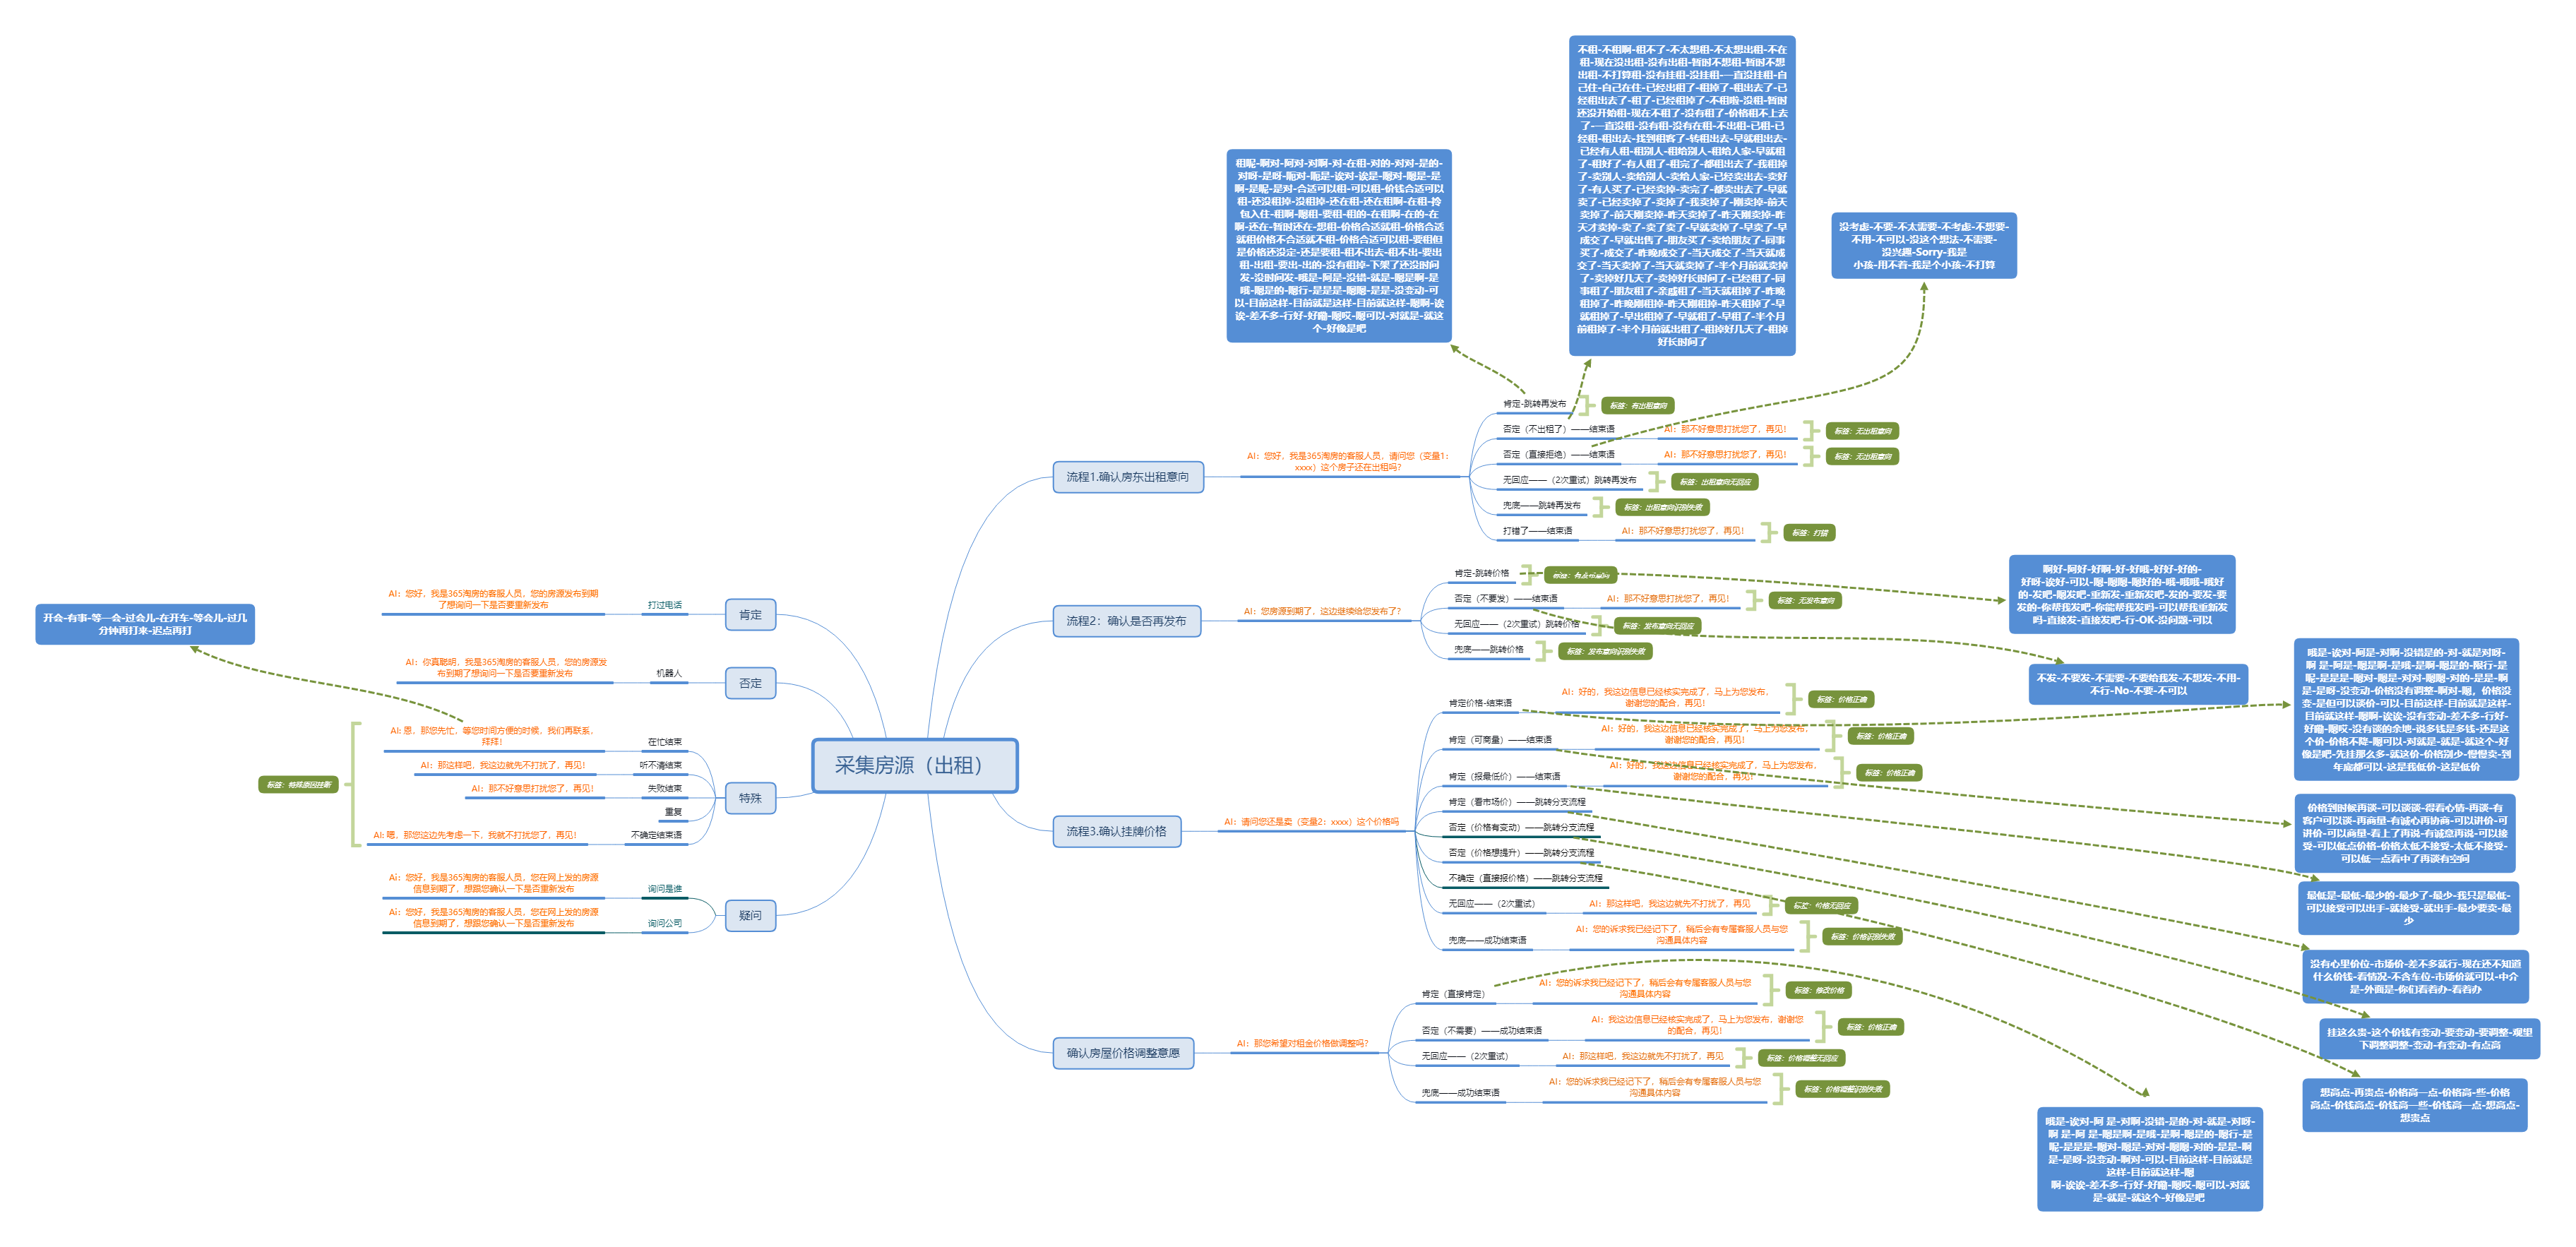 采集房源（出租）
肯定
打过电话
AI：您好，我是365淘房的客服人员，您的房源发布到期
了想询问一下是否要重新发布
否定
机器人
AI：你真聪明，我是365淘房的客服人员，您的房源发
布到期了想询问一下是否要重新发布
特殊
在忙结束
AI: 恩，那您先忙，等您时间方便的时候，我们再联系，
拜拜！
听不清结束
AI：那这样吧，我这边就先不打扰了，再见！
失败结束
AI：那不好意思打扰您了，再见！
重复
不确定结束语
AI: 嗯，那您这边先考虑一下，我就不打扰您了，再见！
标签：特殊原因挂断
开会-有事-等一会-过会儿-在开车-等会儿-过几
分钟再打来-迟点再打
疑问
询问是谁
Ai：您好，我是365淘房的客服人员，您在网上发的房源
信息到期了，想跟您确认一下是否重新发布
询问公司
Ai：您好，我是365淘房的客服人员，您在网上发的房源
信息到期了，想跟您确认一下是否重新发布
流程1.确认房东出租意向
AI：您好，我是365淘房的客服人员，请问您（变量1：
xxxx）这个房子还在出租吗？
肯定-跳转再发布
标签：有出租意向
否定（不出租了）——结束语
AI：那不好意思打扰您了，再见！
标签：无出租意向
否定（直接拒绝）——结束语
AI：那不好意思打扰您了，再见！
标签：无出租意向
无回应——（2次重试）跳转再发布
标签：出租意向无回应
兜底——跳转再发布
标签：出租意向识别失败
打错了——结束语
AI：那不好意思打扰您了，再见！
标签：打错
租呢-啊对-阿对-对啊-对-在租-对的-对对-是的-
对呀-是呀-呃对-呃是-诶对-诶是-嗯对-嗯是-是
啊-是呢-是对-合适可以租-可以租-价钱合适可以
租-还没租掉-没租掉-还在租-还在租啊-在租-拎
包入住-租啊-嗯租-要租-租的-在租啊-在的-在
啊-还在-暂时还在-想租-价格合适就租-价格合适
就租价格不合适就不租-价格合适可以租-要租但
是价格还没定-还是要租-租不出去-租不出-要出
租-出租-要出-出的-没有租掉-下架了还没时间
发-没时间发-哦是-阿是-没错-就是-嗯是啊-是
哦-嗯是的-嗯行-是是是-嗯嗯-是是-没变动-可
以-目前这样-目前就是这样-目前就这样-嗯啊-诶
诶-差不多-行好-好嘞-嗯哎-嗯可以-对就是-就这
个-好像是吧
不租-不租啊-租不了-不太想租-不太想出租-不在
租-现在没出租-没有出租-暂时不想租-暂时不想
出租-不打算租-没有挂租-没挂租-一直没挂租-自
己住-自己在住-已经出租了-租掉了-租出去了-已
经租出去了-租了-已经租掉了-不租啦-没租-暂时
还没开始租-现在不租了-没有租了-价格租不上去
了-一直没租-没有租-没有在租-不出租-已租-已
经租-租出去-找到租客了-转租出去-早就租出去-
已经有人租-租别人-租给别人-租给人家-早就租
了-租好了-有人租了-租完了-都租出去了-我租掉
了-卖别人-卖给别人-卖给人家-已经卖出去-卖好
了-有人买了-已经卖掉-卖完了-都卖出去了-早就
卖了-已经卖掉了-卖掉了-我卖掉了-刚卖掉-前天
卖掉了-前天刚卖掉-昨天卖掉了-昨天刚卖掉-昨
天才卖掉-卖了-卖了卖了-早就卖掉了-早卖了-早
成交了-早就出售了-朋友买了-卖给朋友了-同事
买了-成交了-昨晚成交了-当天成交了-当天就成
交了-当天卖掉了-当天就卖掉了-半个月前就卖掉
了-卖掉好几天了-卖掉好长时间了-已经租了-同
事租了-朋友租了-亲戚租了-当天就租掉了-昨晚
租掉了-昨晚刚租掉-昨天刚租掉-昨天租掉了-早
就租掉了-早出租掉了-早就租了-早租了-半个月
前租掉了-半个月前就出租了-租掉好几天了-租掉
好长时间了
没考虑-不要-不太需要-不考虑-不想要-
不用-不可以-没这个想法-不需要-
没兴趣-Sorry-我是
小孩-用不着-我是个小孩-不打算
流程2：确认是否再发布
AI：您房源到期了，这边继续给您发布了？
肯定-跳转价格
标签：有发布意向
否定（不要发）——结束语
AI：那不好意思打扰您了，再见！
标签：无发布意向
无回应——（2次重试）跳转价格
标签：发布意向无回应
兜底——跳转价格
标签：发布意向识别失败
啊好-阿好-好啊-好-好哦-好好-好的-
好呀-诶好-可以-嗯-嗯嗯-嗯好的-哦-哦哦-哦好
的-发吧-嗯发吧-重新发-重新发吧-发的-要发-要
发的-你帮我发吧-你能帮我发吗-可以帮我重新发
吗-直接发-直接发吧-行-OK-没问题-可以
不发-不要发-不需要-不要给我发-不想发-不用-
不行-No-不要-不可以
流程3.确认挂牌价格
AI：请问您还是卖（变量2：xxxx）这个价格吗
肯定价格-结束语
AI：好的，我这边信息已经核实完成了，马上为您发布，
谢谢您的配合，再见！
标签：价格正确
肯定（可商量）——结束语
AI：好的，我这边信息已经核实完成了，马上为您发布，
谢谢您的配合，再见！
标签：价格正确
肯定（报最低价）——结束语
AI：好的，我这边信息已经核实完成了，马上为您发布，
谢谢您的配合，再见！
标签：价格正确
肯定（看市场价）——跳转分支流程
否定（价格有变动）——跳转分支流程
否定（价格想提升）——跳转分支流程
不确定（直接报价格）——跳转分支流程
无回应——（2次重试）
AI：那这样吧，我这边就先不打扰了，再见
标签：价格无回应
兜底——成功结束语
AI：您的诉求我已经记下了，稍后会有专属客服人员与您
沟通具体内容
标签：价格识别失败
哦是-诶对-阿是-对啊-没错是的-对-就是对呀-
啊 是-阿是-嗯是啊-是哦-是啊-嗯是的-限行-是
呢-是是是-嗯对-嗯是-对对-嗯嗯-对的-是是-啊
是-是呀-没变动-价格没有调整-啊对-嗯，价格没
变-是但可以谈价-可以-目前这样-目前就是这样-
目前就这样-嗯啊-诶诶-没有变动-差不多-行好-
好嘞-嗯哎-没有谈的余地-说多钱是多钱-还是这
个价-价格不降-嗯可以-对就是-就是-就这个-好
像是吧-先挂那么多-就这价-价格别少-慢慢卖-到
年底都可以-这是我低价-这是低价
价格到时候再谈-可以谈谈-得看心情-再谈-有
客户可以谈-再商量-有诚心再协商-可以讲价-可
讲价-可以商量-看上了再说-有诚意再说-可以接
受-可以低点价格-价格太低不接受-太低不接受-
可以低一点看中了再谈有空间
最低是-最低-最少的-最少了-最少-我只是最低-
可以接受可以出手-就接受-就出手-最少要卖-最
少
没有心里价位-市场价-差不多就行-现在还不知道
什么价钱-看情况-不含车位-市场价就可以-中介
是-外面是-你们看着办-看着办
挂这么贵-这个价钱有变动-要变动-要调整-观望
下调整调整-变动-有变动-有点高
想高点-再贵点-价格高一点-价格高-些-价格
高点-价钱高点-价钱高一些-价钱高一点-想高点-
想贵点
确认房屋价格调整意愿
AI：那您希望对租金价格做调整吗？
肯定（直接肯定）
AI：您的诉求我已经记下了，稍后会有专属客服人员与您
沟通具体内容
标签：修改价格
否定（不需要）——成功结束语
AI：我这边信息已经核实完成了，马上为您发布，谢谢您
的配合，再见！
标签：价格正确
无回应——（2次重试）
AI：那这样吧，我这边就先不打扰了，再见
标签：价格调整无回应
兜底——成功结束语
AI：您的诉求我已经记下了，稍后会有专属客服人员与您
沟通具体内容
标签：价格调整识别失败
哦是-诶对-阿 是-对啊-没错-是的-对-就是-对呀-
啊 是-阿 是-嗯是啊-是哦-是啊-嗯是的-嗯行-是
呢-是是是-嗯对-嗯是-对对-嗯嗯-对的-是是-啊
是-是呀-没变动-啊对-可以-目前这样-目前就是
这样-目前就这样-嗯
啊-诶诶-差不多-行好-好嘞-嗯哎-嗯可以-对就
是-就是-就这个-好像是吧